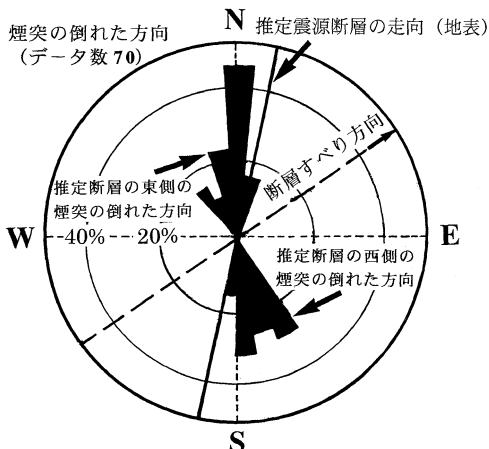 煙突の倒れた方向
（データ数70）
N
推定震源断層の走向（地表）
断層すべり方向
推定断層の東側の
煙突の倒れた方向
W
40%
20%
E
推定断層の西側の
煙突の倒れた方向
S